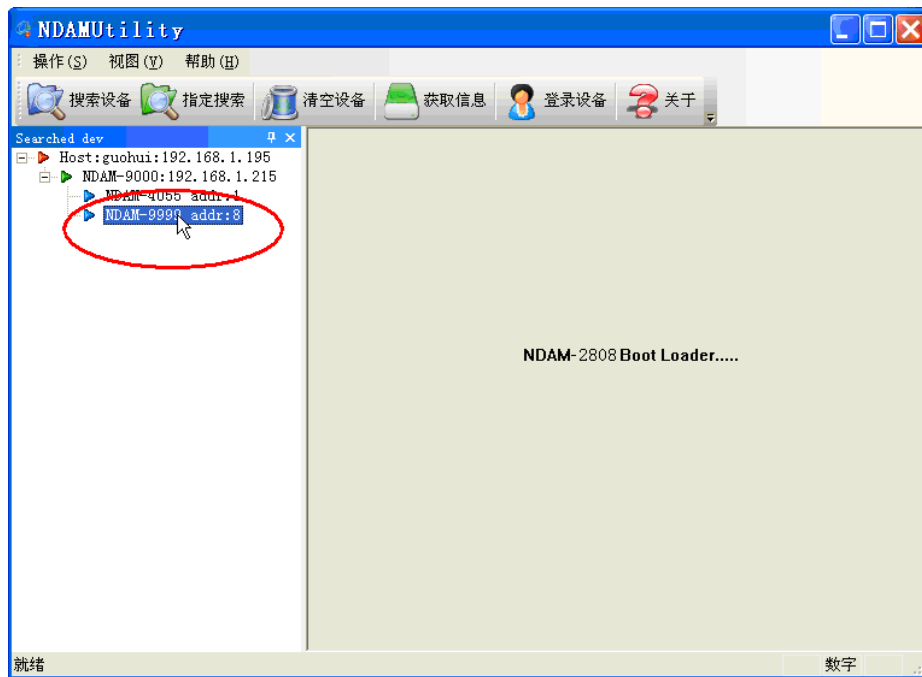 NDAMUtility
操作(S) 视图(V) 帮助(H)
搜索设备 指定搜索 清空设备 获取信息 登录设备 关于
Searched dev
Host:guohui:192.168.1.195
NDAM-9000:192.168.1.215
NDAM-4055 addr:1
NDAM-9999 addr:8
NDAM-2808 Boot Loader.....
就绪 数字